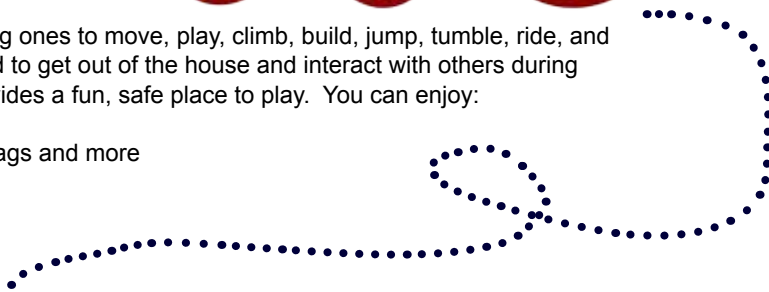 g ones to move, play, climb, build, jump, tumble, ride, and
to get out of the house and interact with others during
ides a fun, safe place to play.  You can enjoy:
ags and more